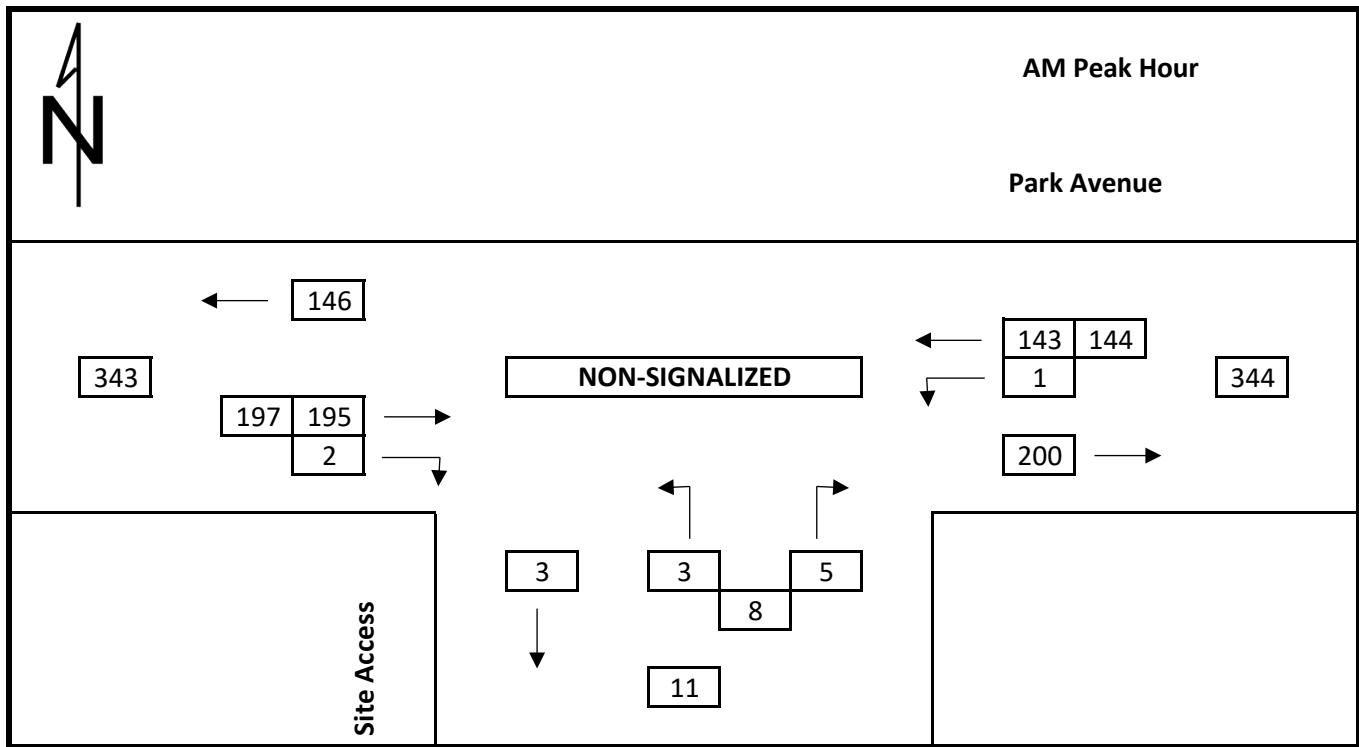 N
AM Peak Hour
Park Avenue
146
143 144
343
NON-SIGNALIZED
1
344
197 195
2
200
3
3
5
8
11
Site Access